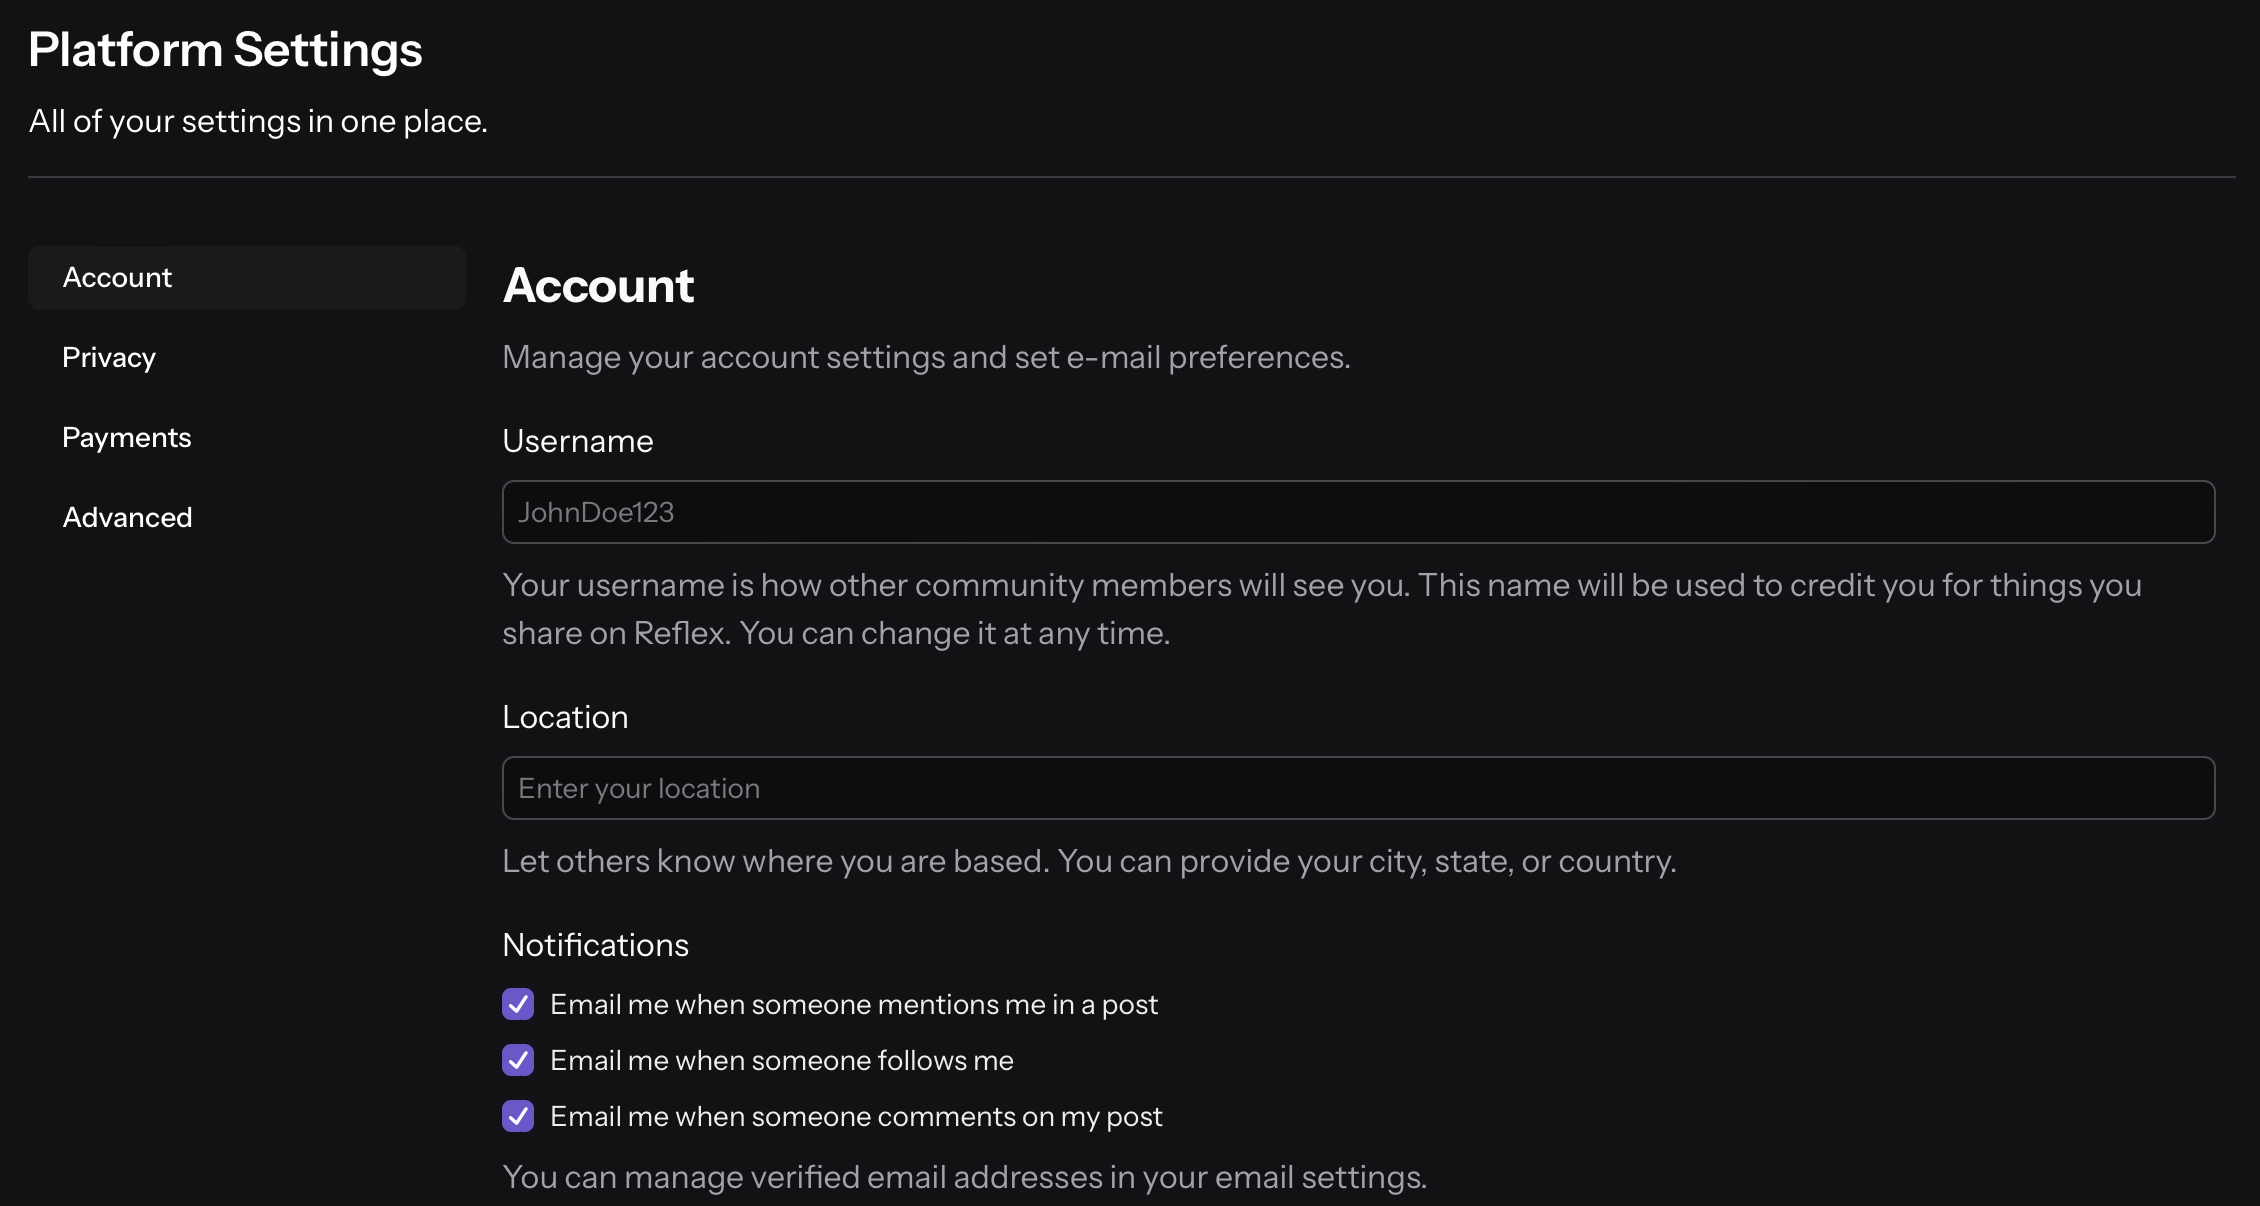 Platform Settings
All of your settings in one place.
Account
Privacy
Payments
Advanced
Account
Manage your account settings and set e-mail preferences.
Username
JohnDoe123
Your username is how other community members will see you. This name will be used to credit you for things you
share on Reflex. You can change it at any time.
Location
Enter your location
Let others know where you are based. You can provide your city, state, or country.
Notifications
Email me when someone mentions me in a post
Email me when someone follows me
Email me when someone comments on my post
You can manage verified email addresses in your email settings.